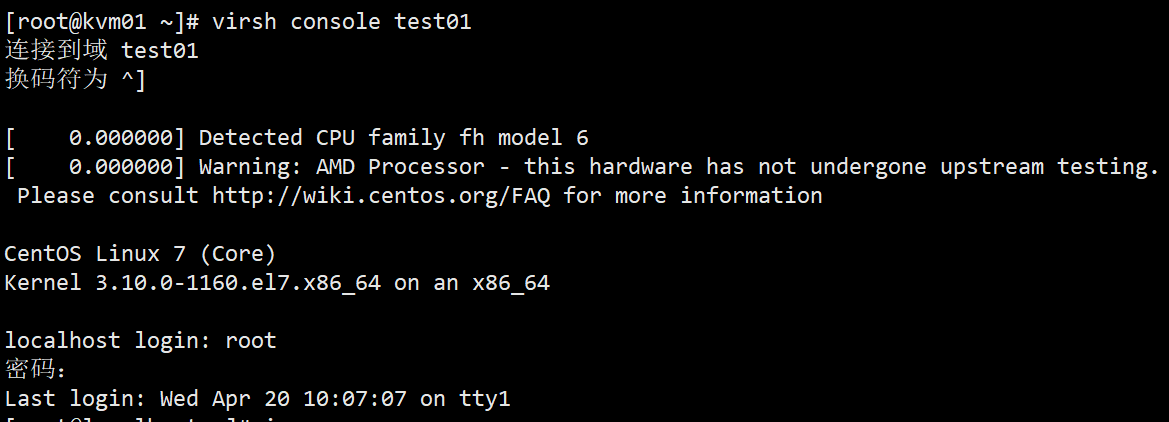 [root@kvm01 ~]# virsh console test01
连接到域 test01
换码符为 ^]
[    0.000000] Detected CPU family fh model 6
[    0.000000] Warning: AMD Processor - this hardware has not undergone upstream testing.
 Please consult http://wiki.centos.org/FAQ for more information
CentOS Linux 7 (Core)
Kernel 3.10.0-1160.el7.x86_64 on an x86_64
localhost login: root
密码：
Last login: Wed Apr 20 10:07:07 on tty1